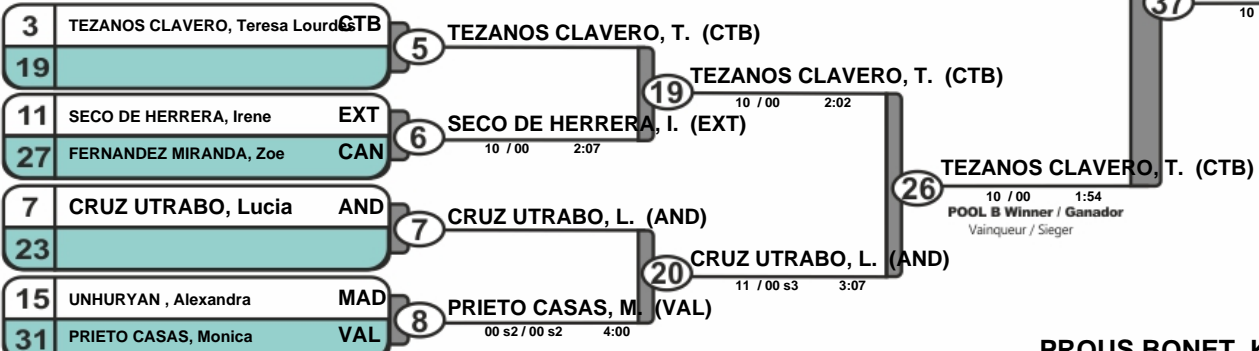 3 TEZANOS CLAVERO, Teresa Lourdes CTB
19
5
TEZANOS CLAVERO, T. (CTB)
11 SECO DE HERRERA, Irene EXT
27 FERNANDEZ MIRANDA, Zoe CAN
6
SECO DE HERRERA, I. (EXT)
10 / 00 2:07
19
TEZANOS CLAVERO, T. (CTB)
10 / 00 2:02
7 CRUZ UTRABO, Lucia AND
23
7
CRUZ UTRABO, L. (AND)
15 UNHURYAN , Alexandra MAD
31 PRIETO CASAS, Monica VAL
8
PRIETO CASAS, M. (VAL)
00 s2 / 00 s2 4:00
20
CRUZ UTRABO, L. (AND)
11 / 00 s3 3:07
26
TEZANOS CLAVERO, T. (CTB)
10 / 00 1:54
POOL B Winner / Ganador
Vainqueur / Sieger
37
10
PROUS BONET,